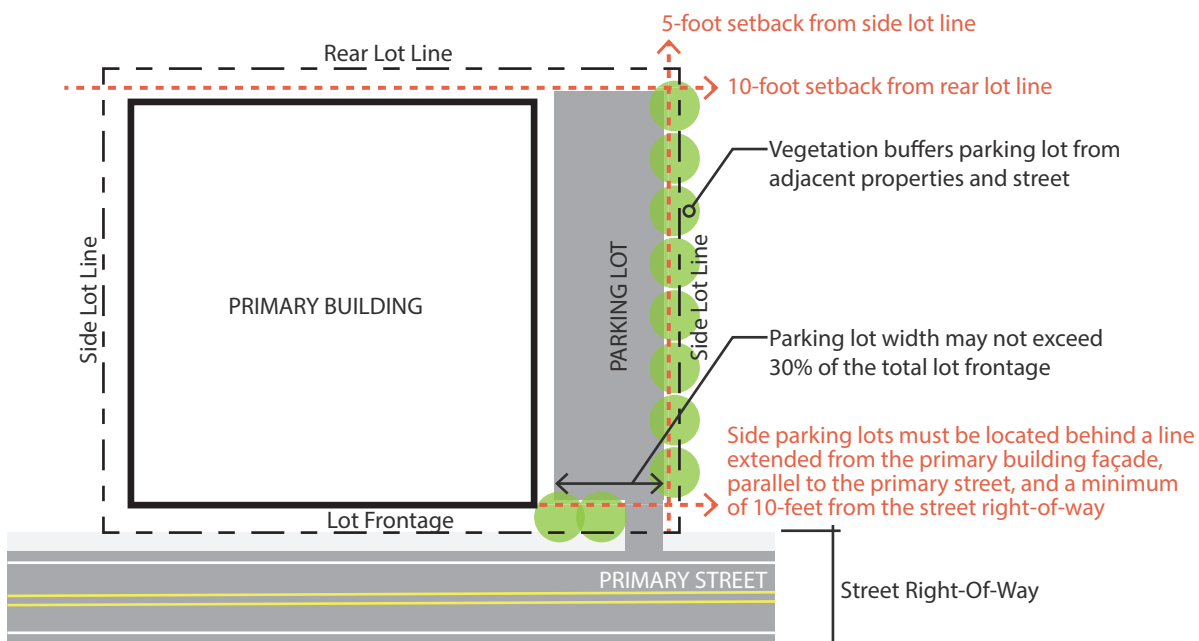 5-foot setback from side lot line
Rear Lot Line
10-foot setback from rear lot line
Vegetation buffers parking lot from
adjacent properties and street
Side Lot Line
PRIMARY BUILDING
PARKING LOT
Side Lot Line
Parking lot width may not exceed
30% of the total lot frontage
Side parking lots must be located behind a line
extended from the primary building façade,
parallel to the primary street, and a minimum
of 10-feet from the street right-of-way
Lot Frontage
PRIMARY STREET
Street Right-Of-Way